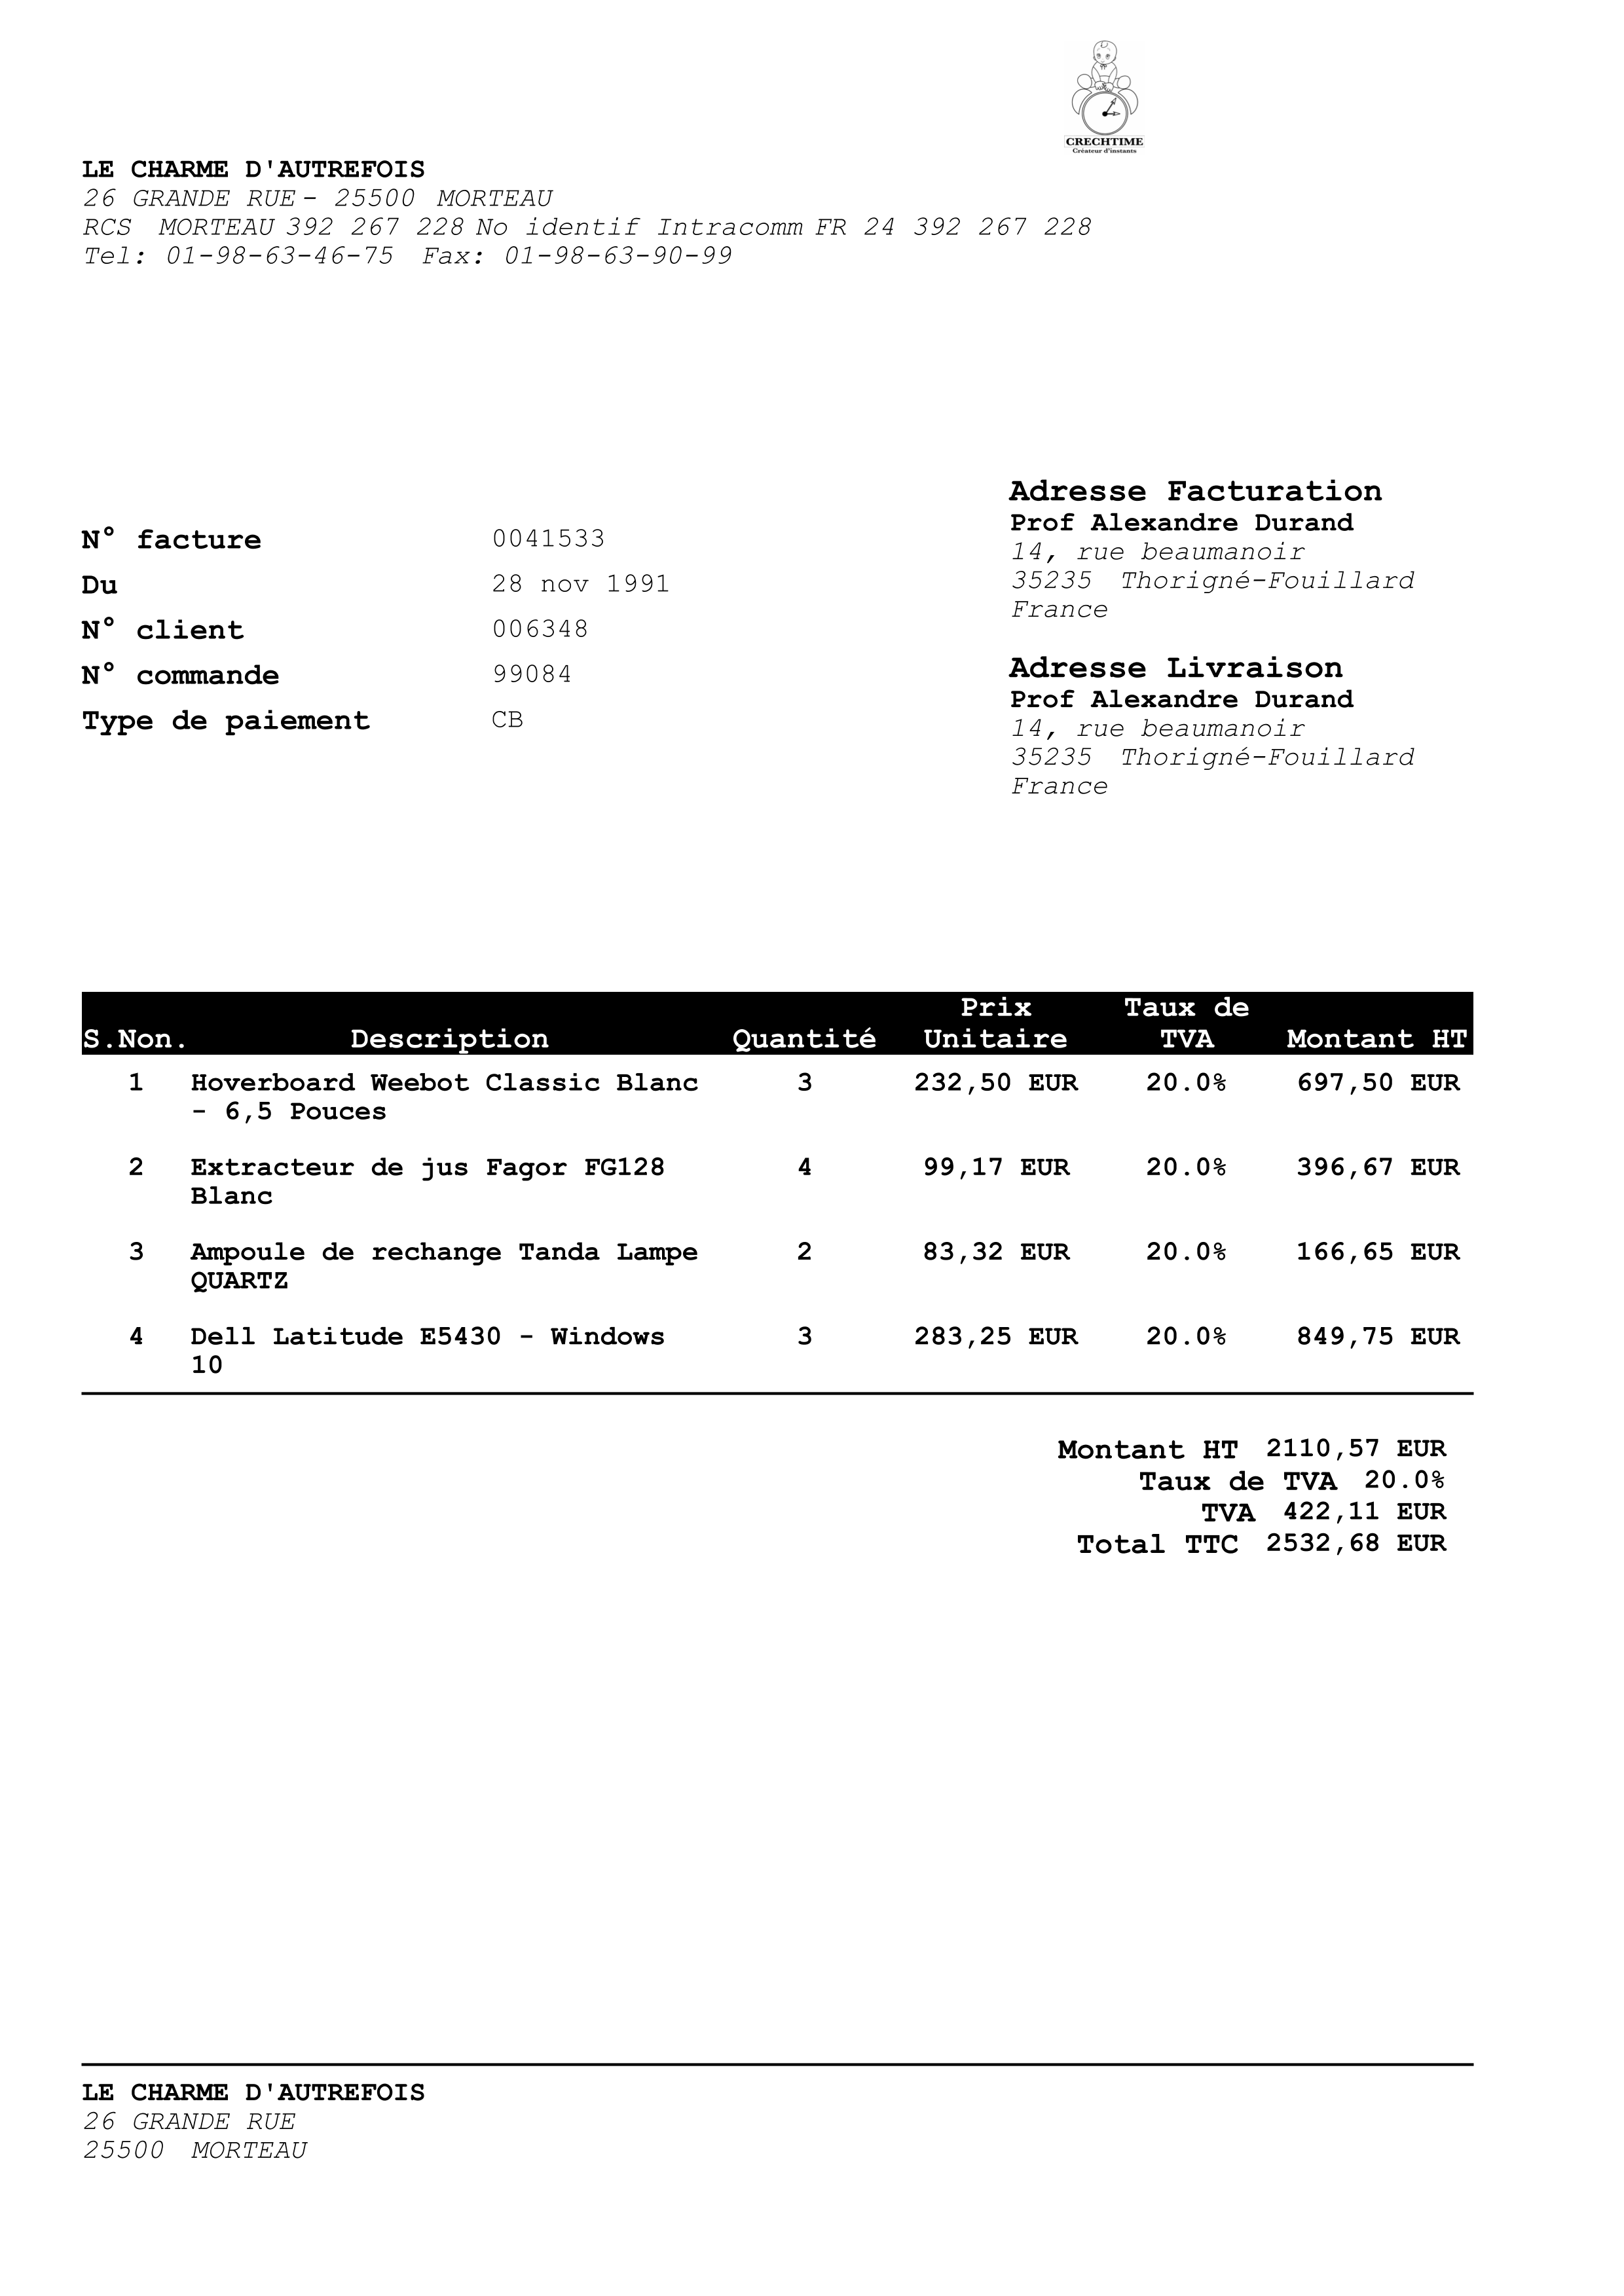 CRECHTIME
Créateur d'instants
LE CHARME D'AUTREFOIS
26 GRANDE RUE - 25500 MORTEAU
RCS MORTEAU 392 267 228 No identif Intracomm FR 24 392 267 228
Tel: 01-98-63-46-75 Fax: 01-98-63-90-99
N° facture 0041533
Du 28 nov 1991
N° client 006348
N° commande 99084
Type de paiement CB
Adresse Facturation
Prof Alexandre Durand
14, rue beaumanoir
35235 Thorigné-Fouillard
France
Adresse Livraison
Prof Alexandre Durand
14, rue beaumanoir
35235 Thorigné-Fouillard
France
Prix Taux de
S.Non. Description Quantité Unitaire TVA Montant HT
1 Hoverboard Weebot Classic Blanc 3 232,50 EUR 20.0% 697,50 EUR
- 6,5 Pouces
2 Extracteur de jus Fagor FG128 4 99,17 EUR 20.0% 396,67 EUR
Blanc
3 Ampoule de rechange Tanda Lampe 2 83,32 EUR 20.0% 166,65 EUR
QUARTZ
4 Dell Latitude E5430 - Windows 3 283,25 EUR 20.0% 849,75 EUR
10
Montant HT 2110,57 EUR
Taux de TVA 20.0%
TVA 422,11 EUR
Total TTC 2532,68 EUR
LE CHARME D'AUTREFOIS
26 GRANDE RUE
25500 MORTEAU